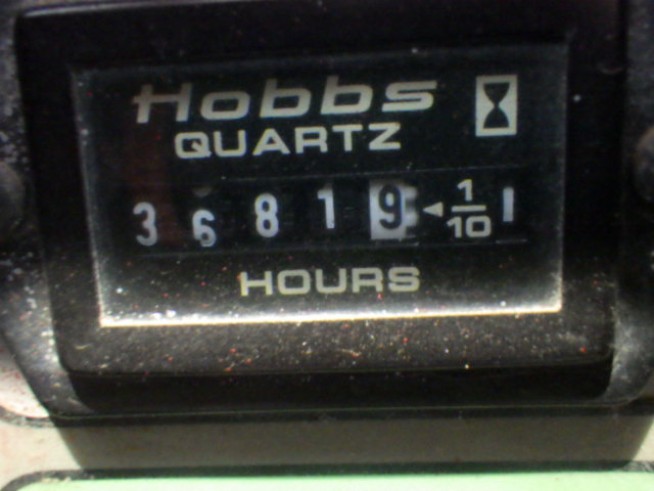 Hobbs
QUARTZ
3 6 8 1 9 ◄ 1/10
HOURS